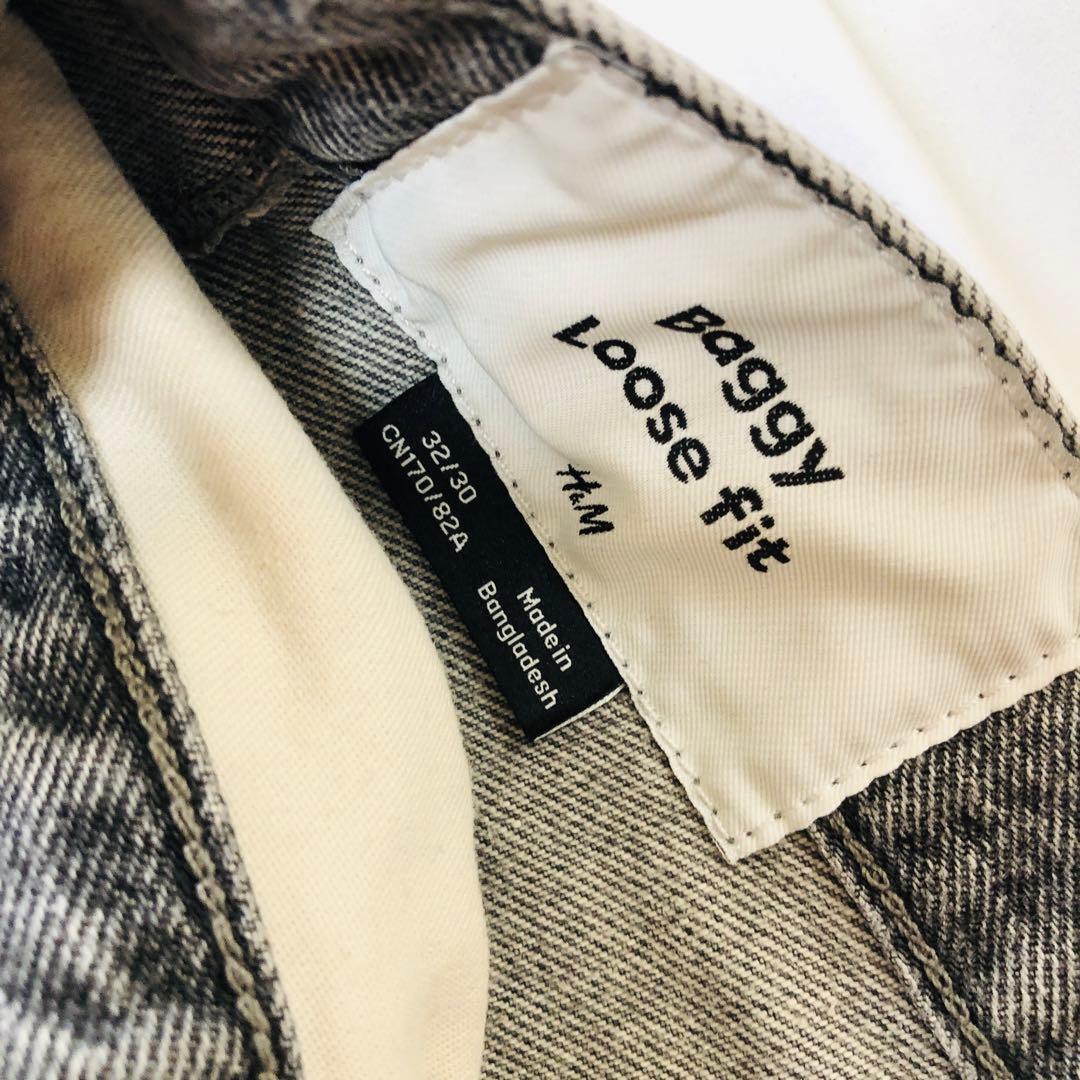 Baggy
Loose fit
H&M
32/30
CN170/82A
Made in
Bangladesh